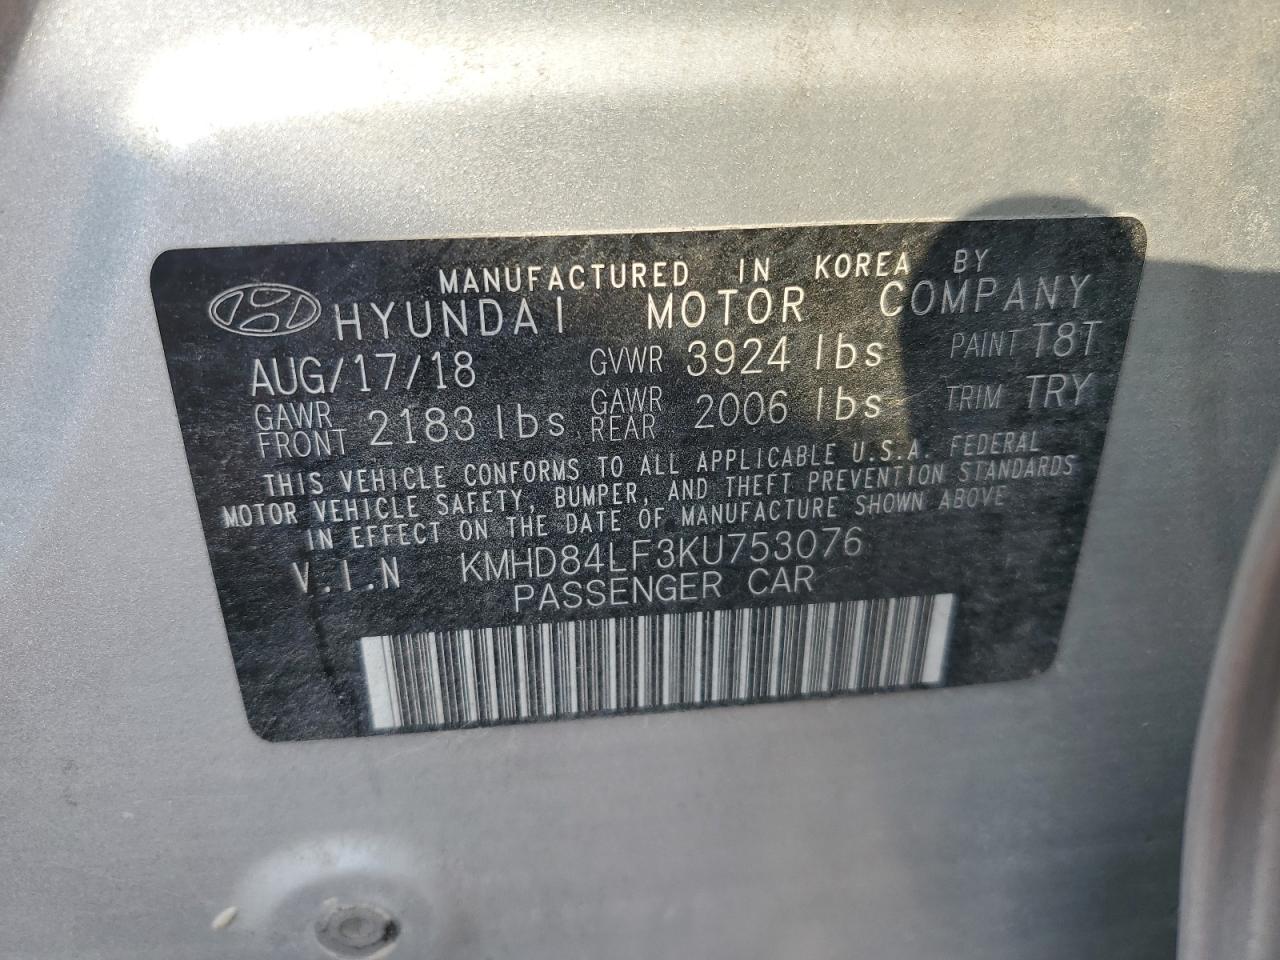 MANUFACTURED IN KOREA BY
HYUNDAI MOTOR COMPANY
AUG/17/18 GVWR 3924 lbs PAINT T8T
GAWR FRONT 2183 lbs GAWR REAR 2006 lbs TRIM TRY
THIS VEHICLE CONFORMS TO ALL APPLICABLE U.S.A. FEDERAL
MOTOR VEHICLE SAFETY, BUMPER, AND THEFT PREVENTION STANDARDS
IN EFFECT ON THE DATE OF MANUFACTURE SHOWN ABOVE
V.I.N KMHD84LF3KU753076
PASSENGER CAR